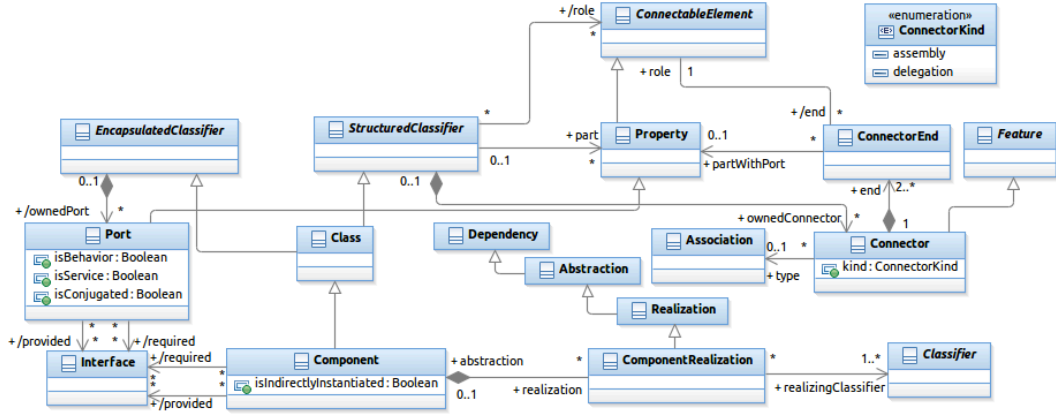 +/role
ConnectableElement
*
+ role
1
«enumeration»
ConnectorKind
assembly
delegation
EncapsulatedClassifier
StructuredClassifier
*
+ part
Property
0..1
+/end
*
ConnectorEnd
*
Feature
0..1
0..1
0..1
*
+ partWithPort
+ end
2..*
+/ownedPort
*
Port
isBehavior : Boolean
isService : Boolean
isConjugated : Boolean
Class
Dependency
+ ownedConnector
*
1
Association
0..1
*
+ type
Connector
kind : ConnectorKind
Abstraction
Realization
*
*
+/provided
*
*
+/required
Interface
+/required
*
*
*
*
+/provided
Component
isIndirectlyInstantiated : Boolean
+ abstraction
0..1
*
+ realization
ComponentRealization
*
1..*
+ realizingClassifier
Classifier